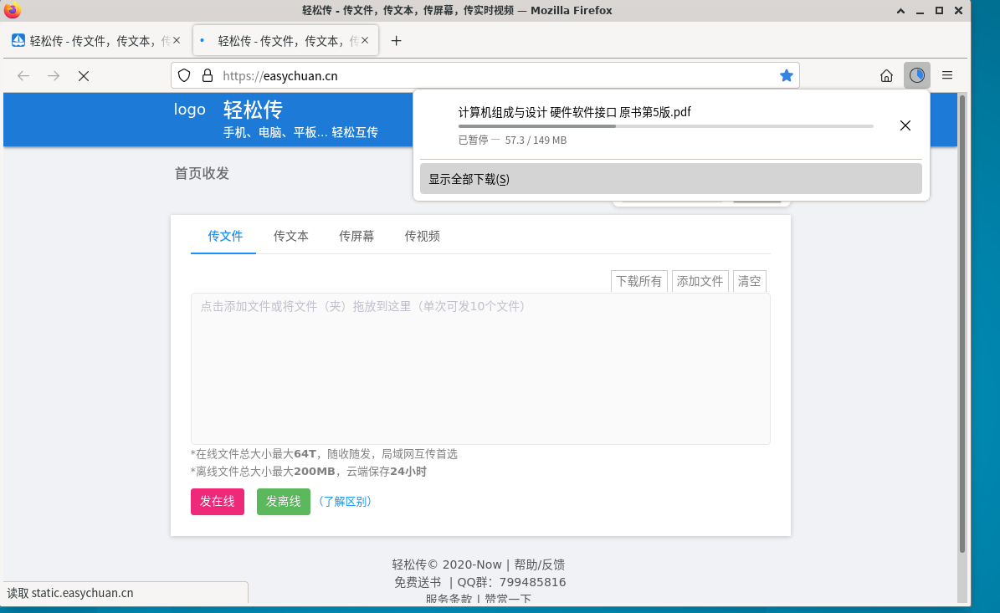 轻松传 - 传文件，传文本，传屏幕，传实时视频 — Mozilla Firefox
轻松传 - 传文件，传文本，传
轻松传 - 传文件，传文本，传
https://easychuan.cn
计算机组成与设计 硬件软件接口 原书第5版.pdf
已暂停 — 57.3 / 149 MB
显示全部下载(S)
logo
轻松传
手机、电脑、平板... 轻松互传
首页收发
传文件 传文本 传屏幕 传视频
下载所有 添加文件 清空
点击添加文件或将文件（夹）拖放到这里（单次可发10个文件）
*在线文件总大小最大64T，随收随发，局域网互传首选
*离线文件总大小最大200MB，云端保存24小时
发在线 发离线 （了解区别）
轻松传© 2020-Now | 帮助/反馈
免费送书 | QQ群：799485816
服务条款 | 赞赏一下
读取 static.easychuan.cn